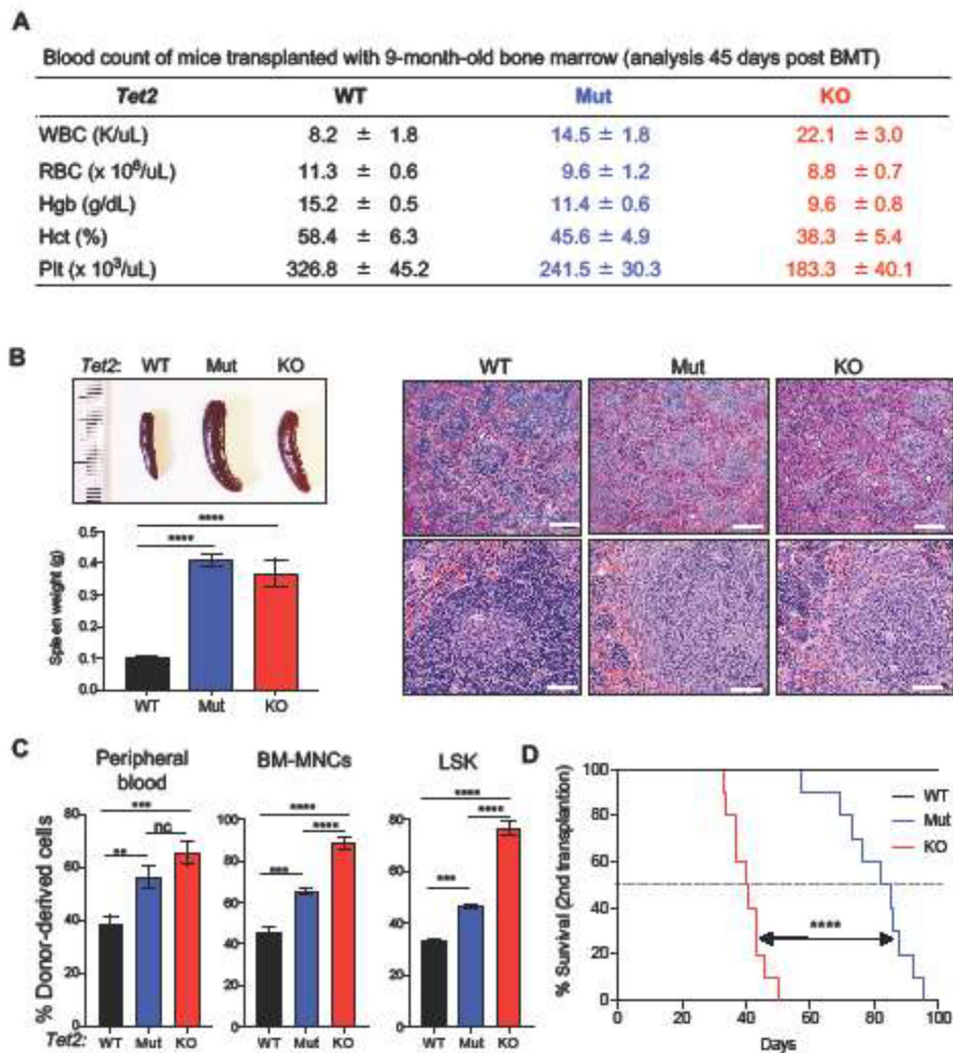 A
Blood count of mice transplanted with 9-month-old bone marrow (analysis 45 days post BMT)
Tet2 WT Mut KO
WBC (K/uL) 8.2 ± 1.8 14.5 ± 1.8 22.1 ± 3.0
RBC (x 10⁶/uL) 11.3 ± 0.6 9.6 ± 1.2 8.8 ± 0.7
Hgb (g/dL) 15.2 ± 0.5 11.4 ± 0.6 9.6 ± 0.8
Hct (%) 58.4 ± 6.3 45.6 ± 4.9 38.3 ± 5.4
Plt (x 10³/uL) 326.8 ± 45.2 241.5 ± 30.3 183.3 ± 40.1
B
Tet2: WT Mut KO
WT Mut KO
Spleen weight (g)
0.5
0.4
0.3
0.2
0.1
0.0
****
****
WT Mut KO
C
Peripheral blood
BM-MNCs
LSK
% Donor-derived cells
80
60
40
20
0
***
nc
**
100
80
60
40
20
0
****
****
***
80
60
40
20
0
****
****
***
Tet2: WT Mut KO WT Mut KO WT Mut KO
D
% Survival (2nd transplantion)
100
80
60
40
20
0
WT
Mut
KO
****
0 20 40 60 80 100
Days